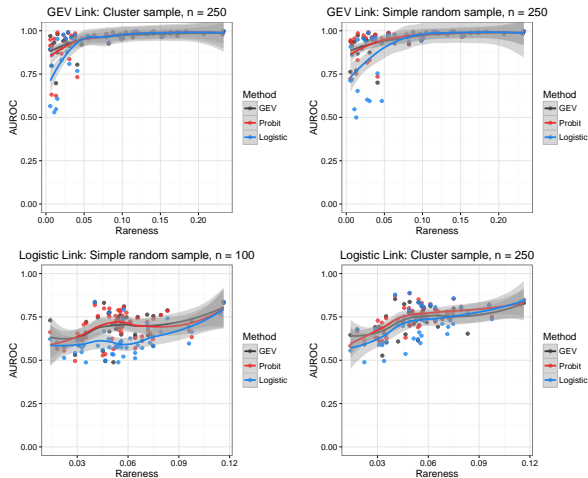 GEV Link: Cluster sample, n = 250
1.00
0.75
0.50
0.25
0.00
AUROC
0.00 0.05 0.10 0.15 0.20
Rareness
Method
GEV
Probit
Logistic
GEV Link: Simple random sample, n = 250
1.00
0.75
0.50
0.25
0.00
AUROC
0.00 0.05 0.10 0.15 0.20
Rareness
Method
GEV
Probit
Logistic
Logistic Link: Simple random sample, n = 100
1.00
0.75
0.50
0.25
0.00
AUROC
0.03 0.06 0.09 0.12
Rareness
Method
GEV
Probit
Logistic
Logistic Link: Cluster sample, n = 250
1.00
0.75
0.50
0.25
0.00
AUROC
0.03 0.06 0.09 0.12
Rareness
Method
GEV
Probit
Logistic